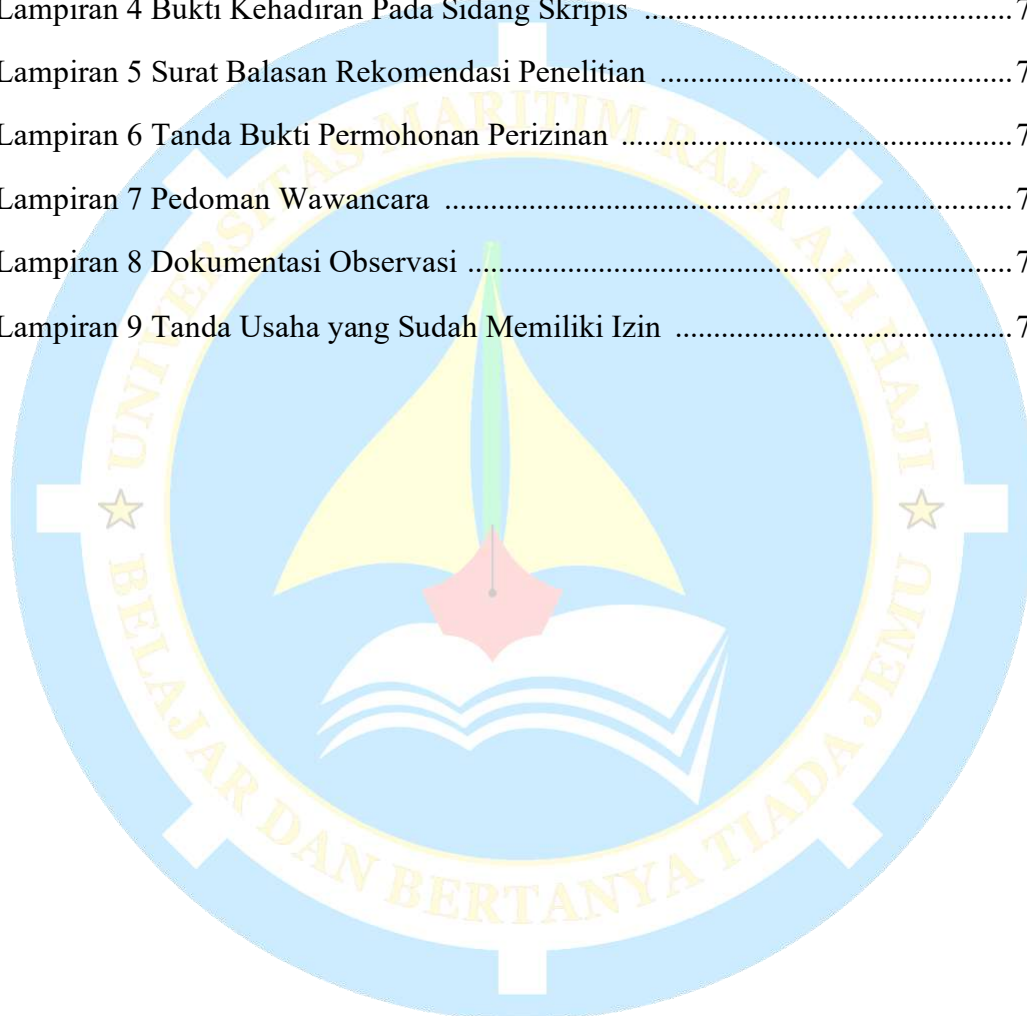 Lampiran 4 Bukti Kehadiran Pada Sidang Skripis ........................................ 7
Lampiran 5 Surat Balasan Rekomendasi Penelitian ...................................... 7
Lampiran 6 Tanda Bukti Permohonan Perizinan .......................................... 7
Lampiran 7 Pedoman Wawancara ............................................................. 7
Lampiran 8 Dokumentasi Observasi .......................................................... 7
Lampiran 9 Tanda Usaha yang Sudah Memiliki Izin ..................................... 7
UNIVERSITAS MARITIM RAJA ALI HAJI
BELAJAR DAN BERTANYA TIADA JEMU